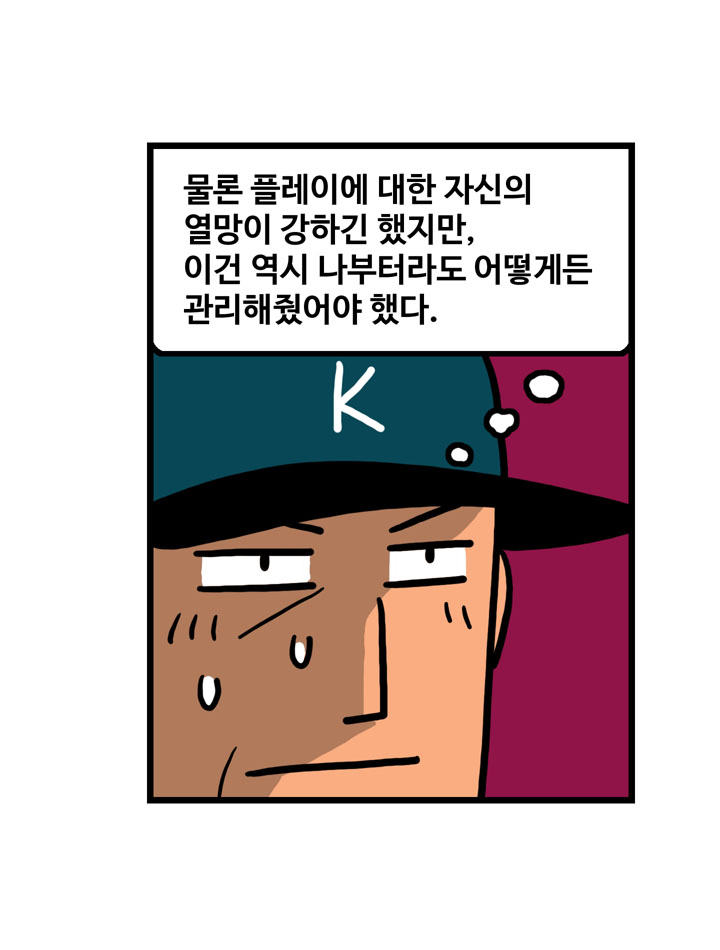 물론 플레이에 대한 자신의
열망이 강하긴 했지만,
이건 역시 나부터라도 어떻게든
관리해줬어야 했다.
K